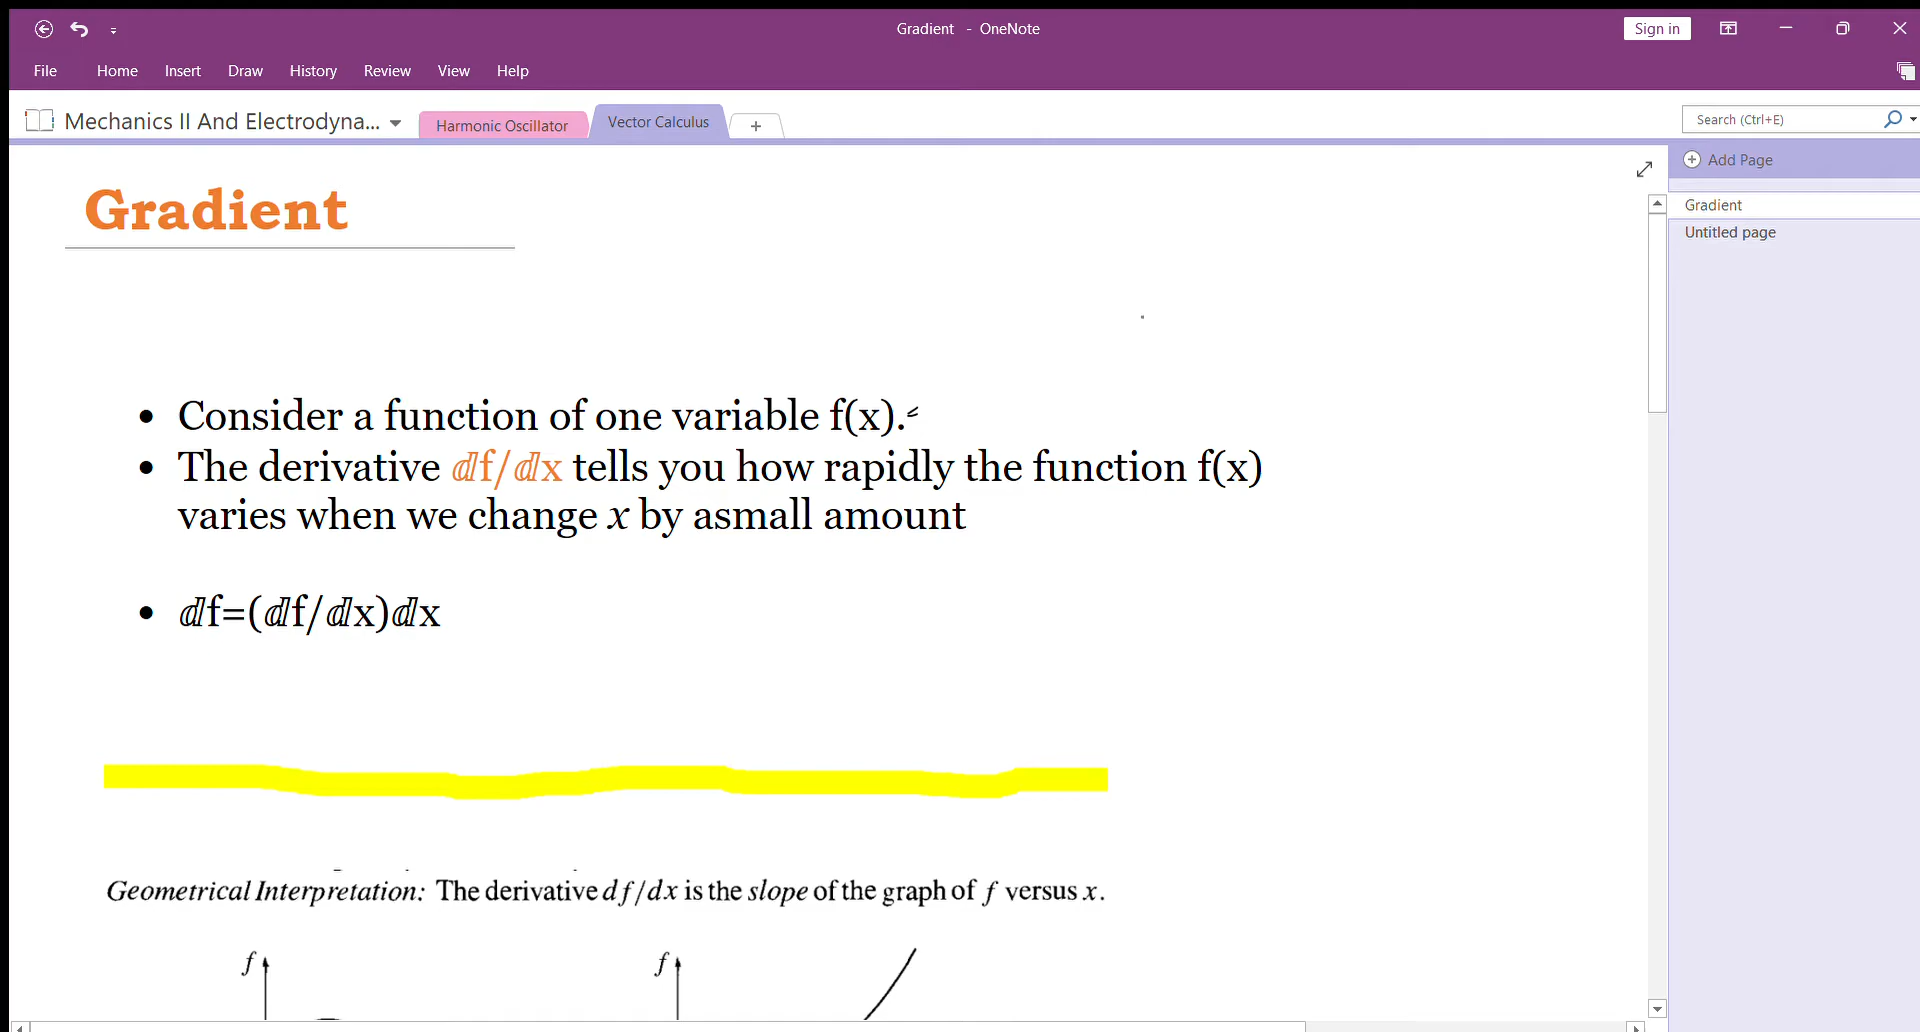 Gradient - OneNote
Sign in
File Home Insert Draw History Review View Help
Mechanics II And Electrodyna...
Harmonic Oscillator
Vector Calculus
+
Search (Ctrl+E)
Add Page
Gradient
Untitled page
Gradient
• Consider a function of one variable f(x).
• The derivative ⅆf/ⅆx tells you how rapidly the function f(x)
varies when we change x by asmall amount
• ⅆf=(ⅆf/ⅆx)ⅆx
Geometrical Interpretation: The derivative df/dx is the slope of the graph of f versus x.
f
f